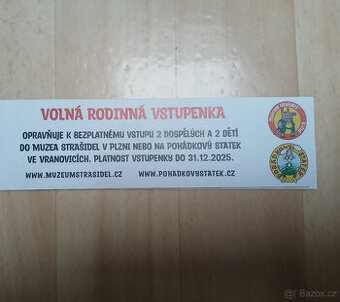 VOLNÁ RODINNÁ VSTUPENKA
OPRAVŇUJE K BEZPLATNÉMU VSTUPU 2 DOSPĚLÝCH A 2 DĚTÍ
DO MUZEA STRAŠIDEL V PLZNI NEBO NA POHÁDKOVÝ STATEK
VE VRANOVICÍCH. PLATNOST VSTUPENKY DO 31.12.2025.
WWW.MUZEUMSTRASIDEL.CZ WWW.POHADKOVYSTATEK.CZ
Bazos.cz